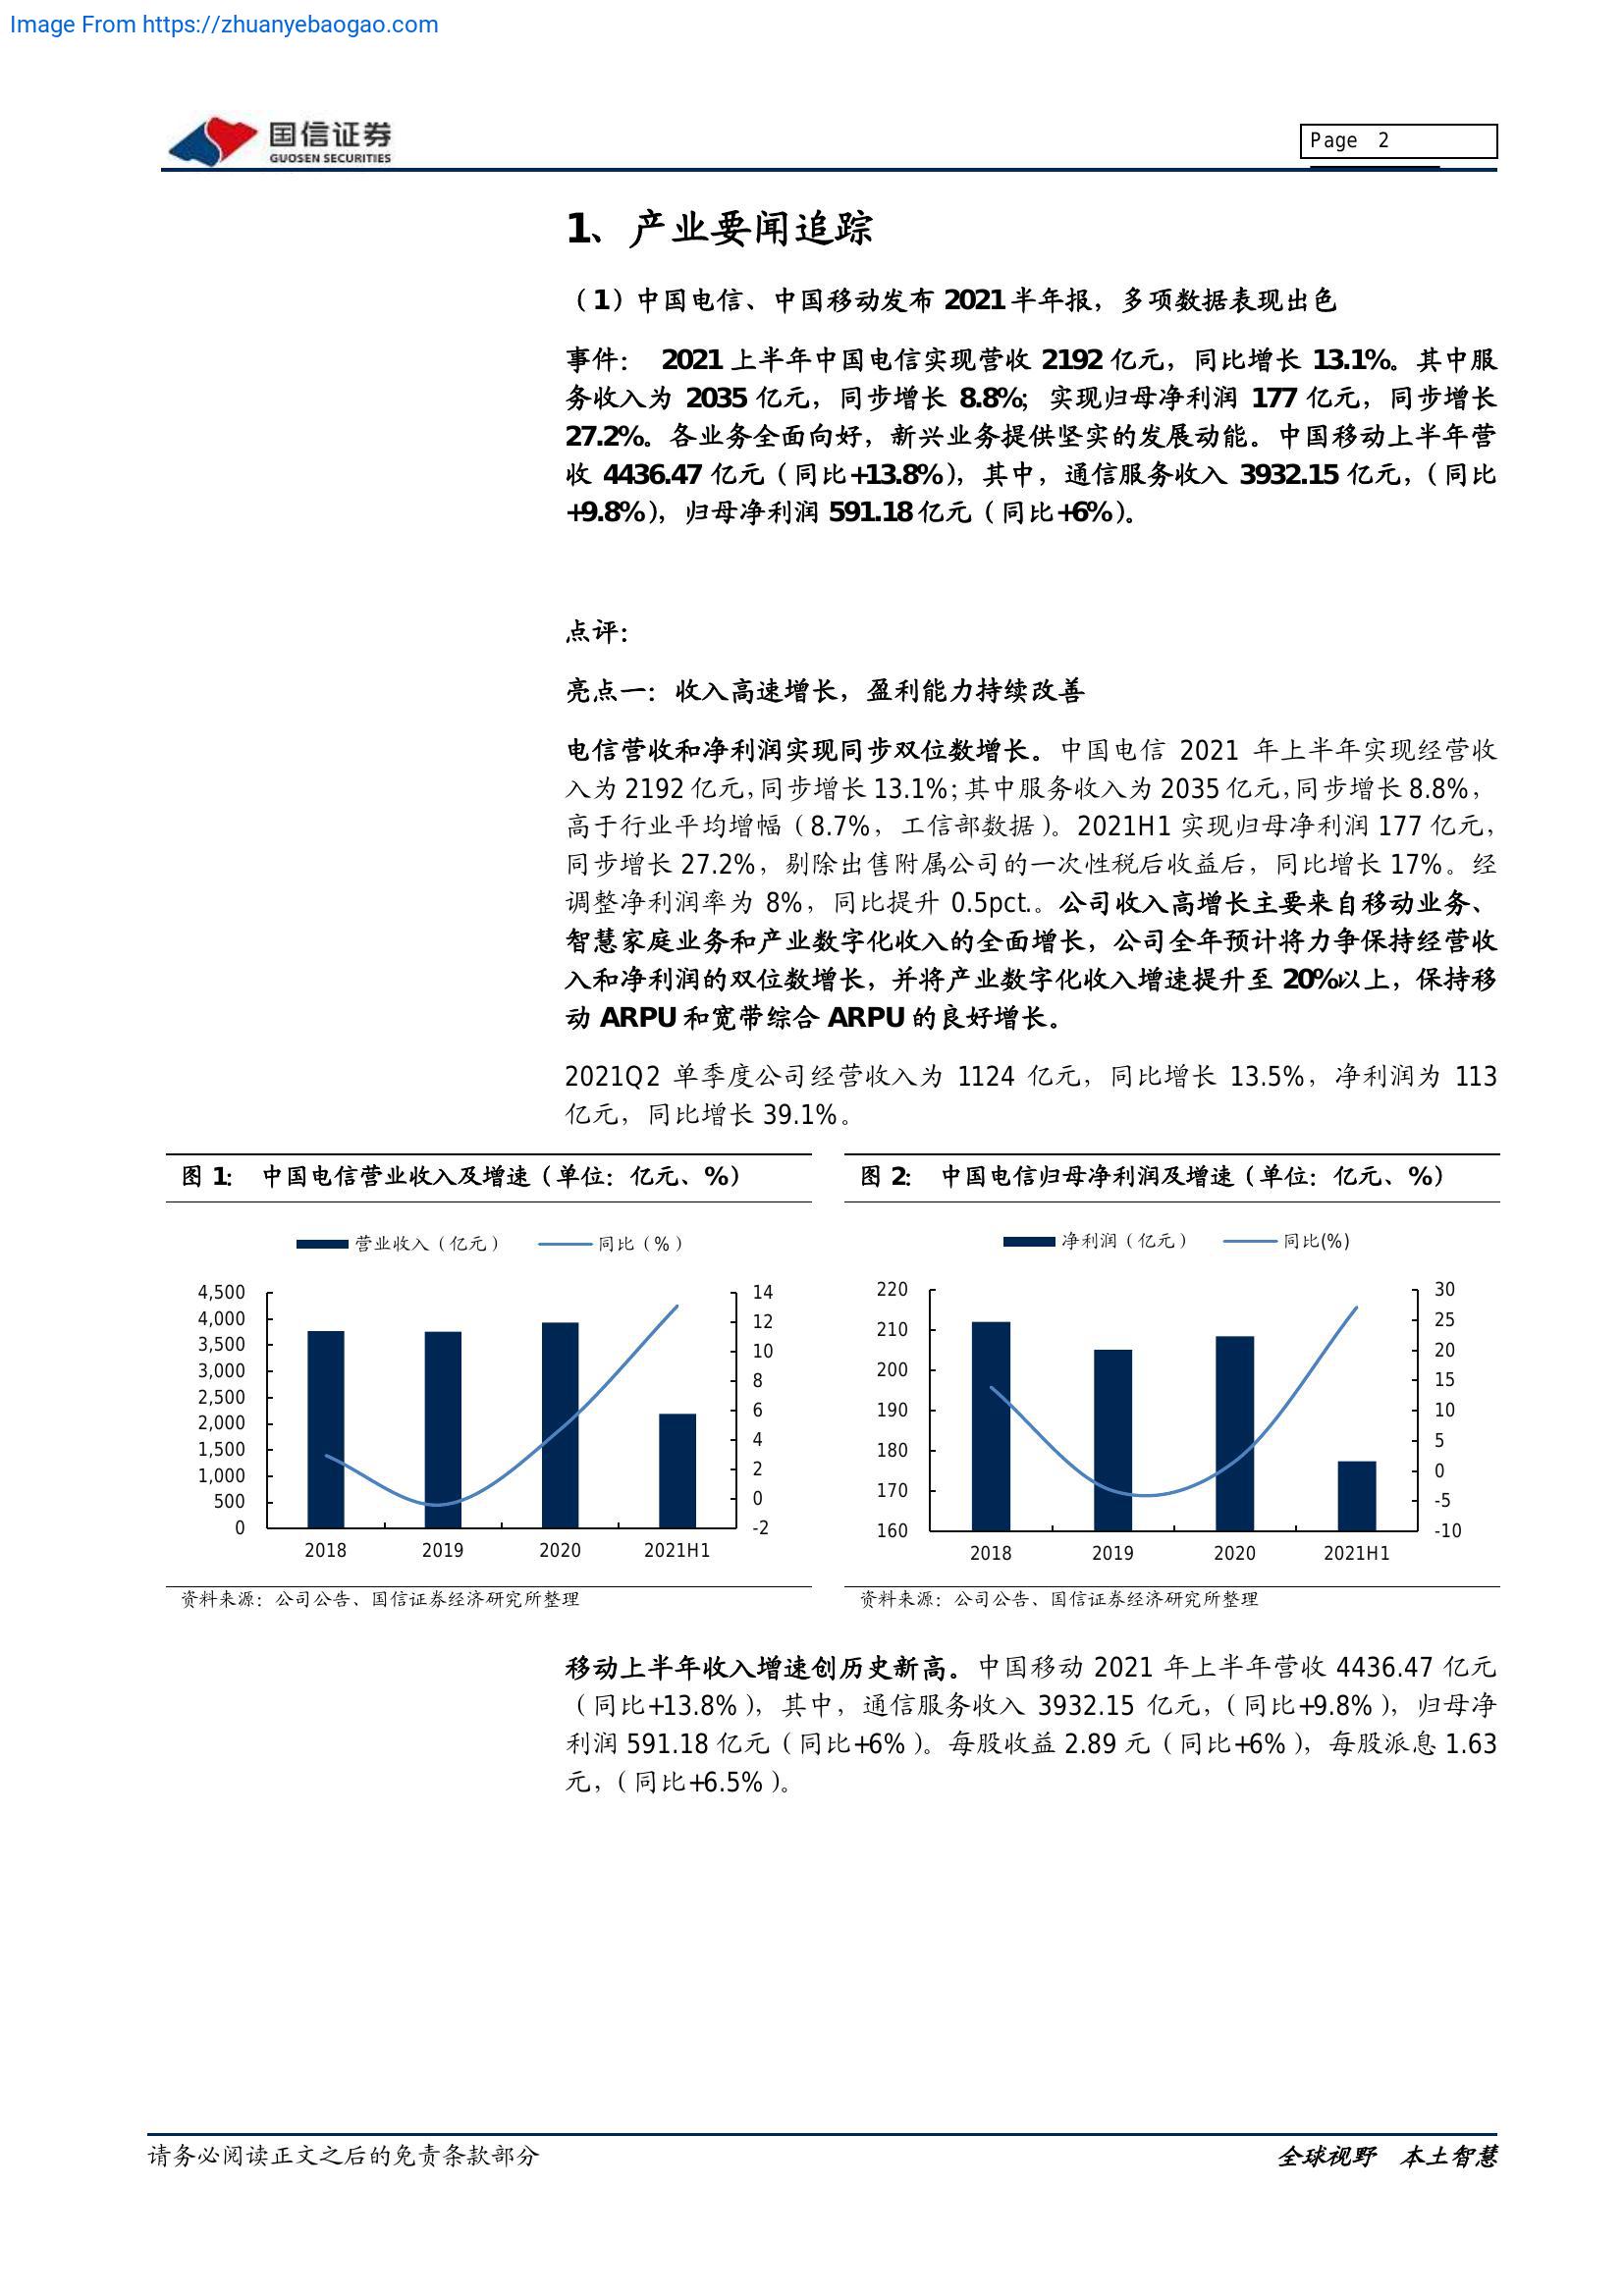 Image From https://zhuanyebaogao.com
国信证券
GUOSEN SECURITIES
Page 2
1、产业要闻追踪
（1）中国电信、中国移动发布 2021 半年报，多项数据表现出色
事件： 2021 上半年中国电信实现营收 2192 亿元，同比增长 13.1%。其中服
务收入为 2035 亿元，同步增长 8.8%；实现归母净利润 177 亿元，同步增长
27.2%。各业务全面向好，新兴业务提供坚实的发展动能。中国移动上半年营
收 4436.47 亿元（同比+13.8%），其中，通信服务收入 3932.15 亿元，（同比
+9.8%），归母净利润 591.18 亿元（同比+6%）。
点评：
亮点一：收入高速增长，盈利能力持续改善
电信营收和净利润实现同步双位数增长。中国电信 2021 年上半年实现经营收
入为 2192 亿元，同步增长 13.1%；其中服务收入为 2035 亿元，同步增长 8.8%，
高于行业平均增幅（8.7%，工信部数据）。2021H1 实现归母净利润 177 亿元，
同步增长 27.2%，剔除出售附属公司的一次性税后收益后，同比增长 17%。经
调整净利润率为 8%，同比提升 0.5pct.。公司收入高增长主要来自移动业务、
智慧家庭业务和产业数字化收入的全面增长，公司全年预计将力争保持经营收
入和净利润的双位数增长，并将产业数字化收入增速提升至 20%以上，保持移
动 ARPU 和宽带综合 ARPU 的良好增长。
2021Q2 单季度公司经营收入为 1124 亿元，同比增长 13.5%，净利润为 113
亿元，同比增长 39.1%。
图 1： 中国电信营业收入及增速（单位：亿元、%）
营业收入（亿元） 同比（%）
4,500
4,000
3,500
3,000
2,500
2,000
1,500
1,000
500
0
14
12
10
8
6
4
2
0
-2
2018 2019 2020 2021H1
资料来源：公司公告、国信证券经济研究所整理
图 2： 中国电信归母净利润及增速（单位：亿元、%）
净利润（亿元） 同比(%)
220
210
200
190
180
170
160
30
25
20
15
10
5
0
-5
-10
2018 2019 2020 2021H1
资料来源：公司公告、国信证券经济研究所整理
移动上半年收入增速创历史新高。中国移动 2021 年上半年营收 4436.47 亿元
（同比+13.8%），其中，通信服务收入 3932.15 亿元，（同比+9.8%），归母净
利润 591.18 亿元（同比+6%）。每股收益 2.89 元（同比+6%），每股派息 1.63
元，（同比+6.5%）。
请务必阅读正文之后的免责条款部分
全球视野 本土智慧